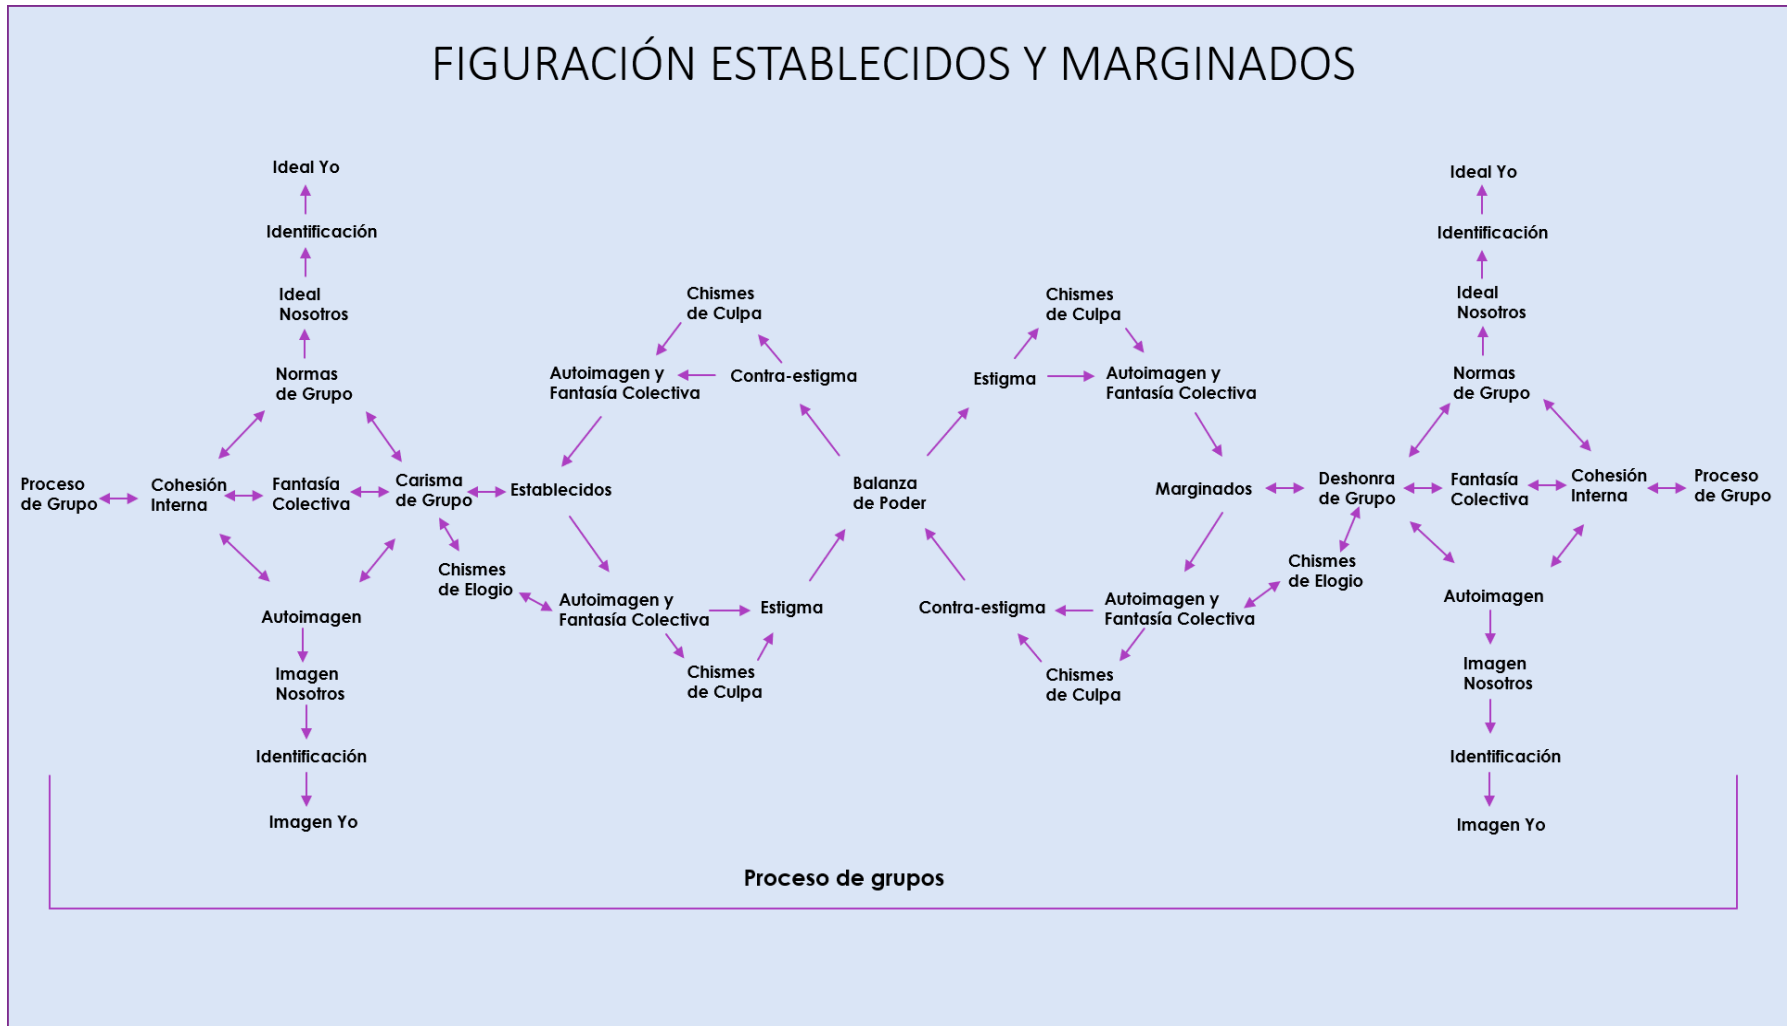 FIGURACIÓN ESTABLECIDOS Y MARGINADOS
Ideal Yo
Identificación
Ideal
Nosotros
Normas
de Grupo
Proceso
de Grupo
Cohesión
Interna
Fantasía
Colectiva
Carisma
de Grupo
Establecidos
Autoimagen
Imagen
Nosotros
Identificación
Imagen Yo
Chismes
de Elogio
Chismes
de Culpa
Autoimagen y
Fantasía Colectiva
Contra-estigma
Autoimagen y
Fantasía Colectiva
Estigma
Chismes
de Culpa
Balanza
de Poder
Chismes
de Culpa
Estigma
Autoimagen y
Fantasía Colectiva
Marginados
Contra-estigma
Autoimagen y
Fantasía Colectiva
Chismes
de Culpa
Chismes
de Elogio
Ideal Yo
Identificación
Ideal
Nosotros
Normas
de Grupo
Deshonra
de Grupo
Fantasía
Colectiva
Cohesión
Interna
Proceso
de Grupo
Autoimagen
Imagen
Nosotros
Identificación
Imagen Yo
Proceso de grupos